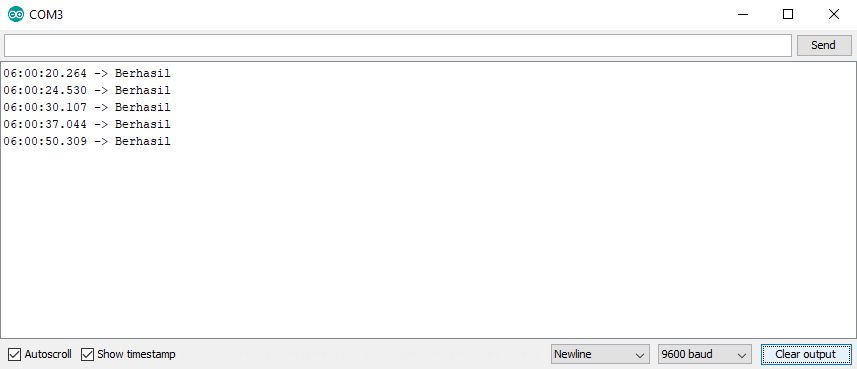 COM3
Send
06:00:20.264 -> Berhasil
06:00:24.530 -> Berhasil
06:00:30.107 -> Berhasil
06:00:37.044 -> Berhasil
06:00:50.309 -> Berhasil
Autoscroll Show timestamp Newline 9600 baud Clear output